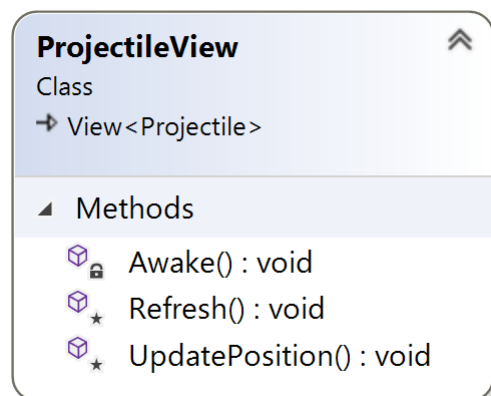 ProjectileView
Class
View<Projectile>
Methods
Awake() : void
Refresh() : void
UpdatePosition() : void